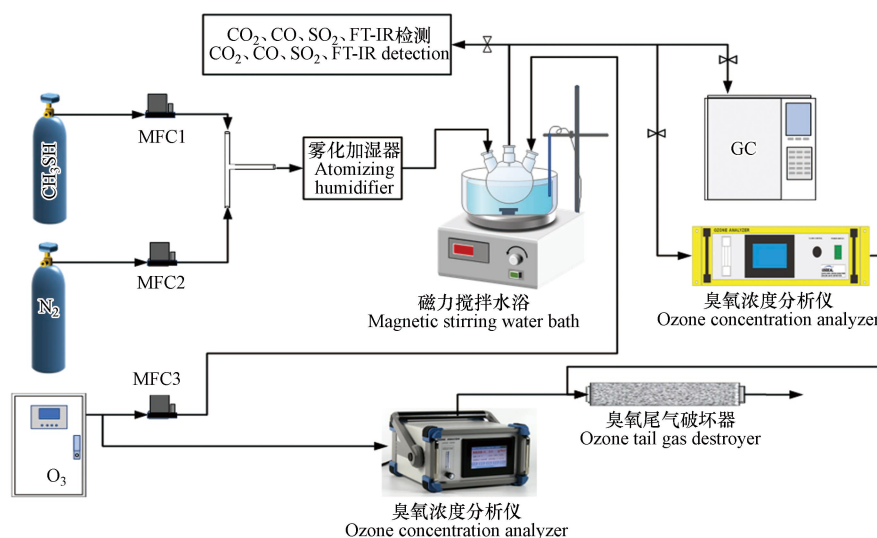 CO₂、CO、SO₂、FT-IR检测
CO₂、CO、SO₂、FT-IR detection
CH₃SH
MFC1
雾化加湿器
Atomizing
humidifier
GC
N₂
MFC2
OZONE ANALYZER
磁力搅拌水浴
Magnetic stirring water bath
臭氧浓度分析仪
Ozone concentration analyzer
MFC3
O₃
臭氧尾气破坏器
Ozone tail gas destroyer
臭氧浓度分析仪
Ozone concentration analyzer